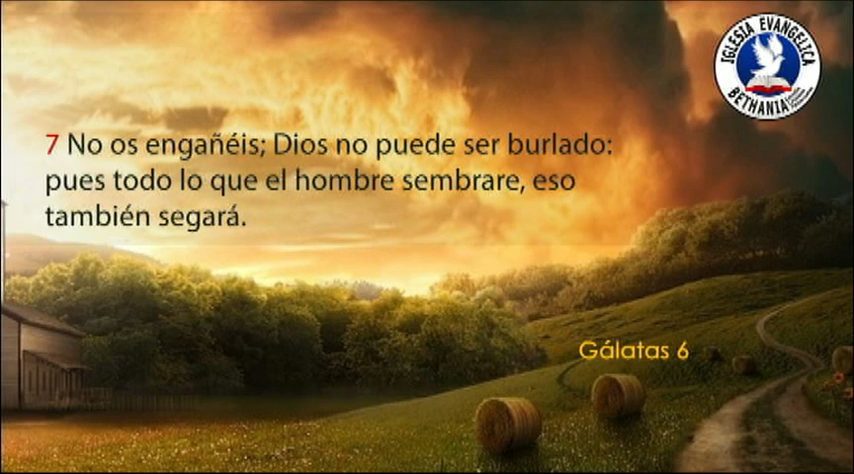 IGLESIA EVANGELICA
BETHANIA
7 No os engañéis; Dios no puede ser burlado:
pues todo lo que el hombre sembrare, eso
también segará.
Gálatas 6